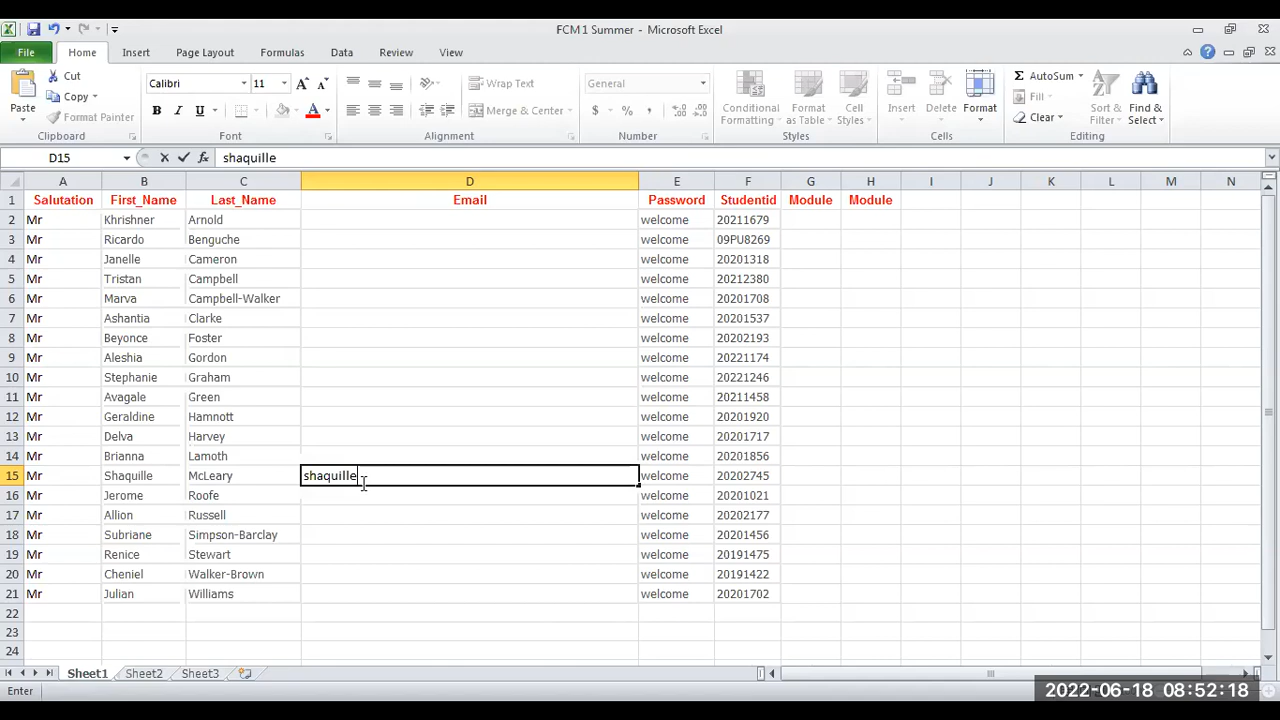 FCM1 Summer - Microsoft Excel
File Home Insert Page Layout Formulas Data Review View
Paste Cut Copy Format Painter
Calibri 11 Wrap Text General
B I U Merge & Center $ % ,
Conditional Formatting Format as Table Cell Styles Insert Delete Format
AutoSum Fill Clear Sort & Filter Find & Select
Clipboard Font Alignment Number Styles Cells Editing
D15 fx shaquille
A B C D E F G H I J K L M N
1 Salutation First_Name Last_Name Email Password Studentid Module Module
2 Mr Khrishner Arnold welcome 20211679
3 Mr Ricardo Benguche welcome 09PU8269
4 Mr Janelle Cameron welcome 20201318
5 Mr Tristan Campbell welcome 20212380
6 Mr Marva Campbell-Walker welcome 20201708
7 Mr Ashantia Clarke welcome 20201537
8 Mr Beyonce Foster welcome 20202193
9 Mr Aleshia Gordon welcome 20221174
10 Mr Stephanie Graham welcome 20221246
11 Mr Avagale Green welcome 20211458
12 Mr Geraldine Hamnott welcome 20201920
13 Mr Delva Harvey welcome 20201717
14 Mr Brianna Lamoth welcome 20201856
15 Mr Shaquille McLeary shaquille welcome 20202745
16 Mr Jerome Roofe welcome 20201021
17 Mr Allion Russell welcome 20202177
18 Mr Subriane Simpson-Barclay welcome 20201456
19 Mr Renice Stewart welcome 20191475
20 Mr Cheniel Walker-Brown welcome 20191422
21 Mr Julian Williams welcome 20201702
22
23
24
Sheet1 Sheet2 Sheet3
Enter 2022-06-18 08:52:18